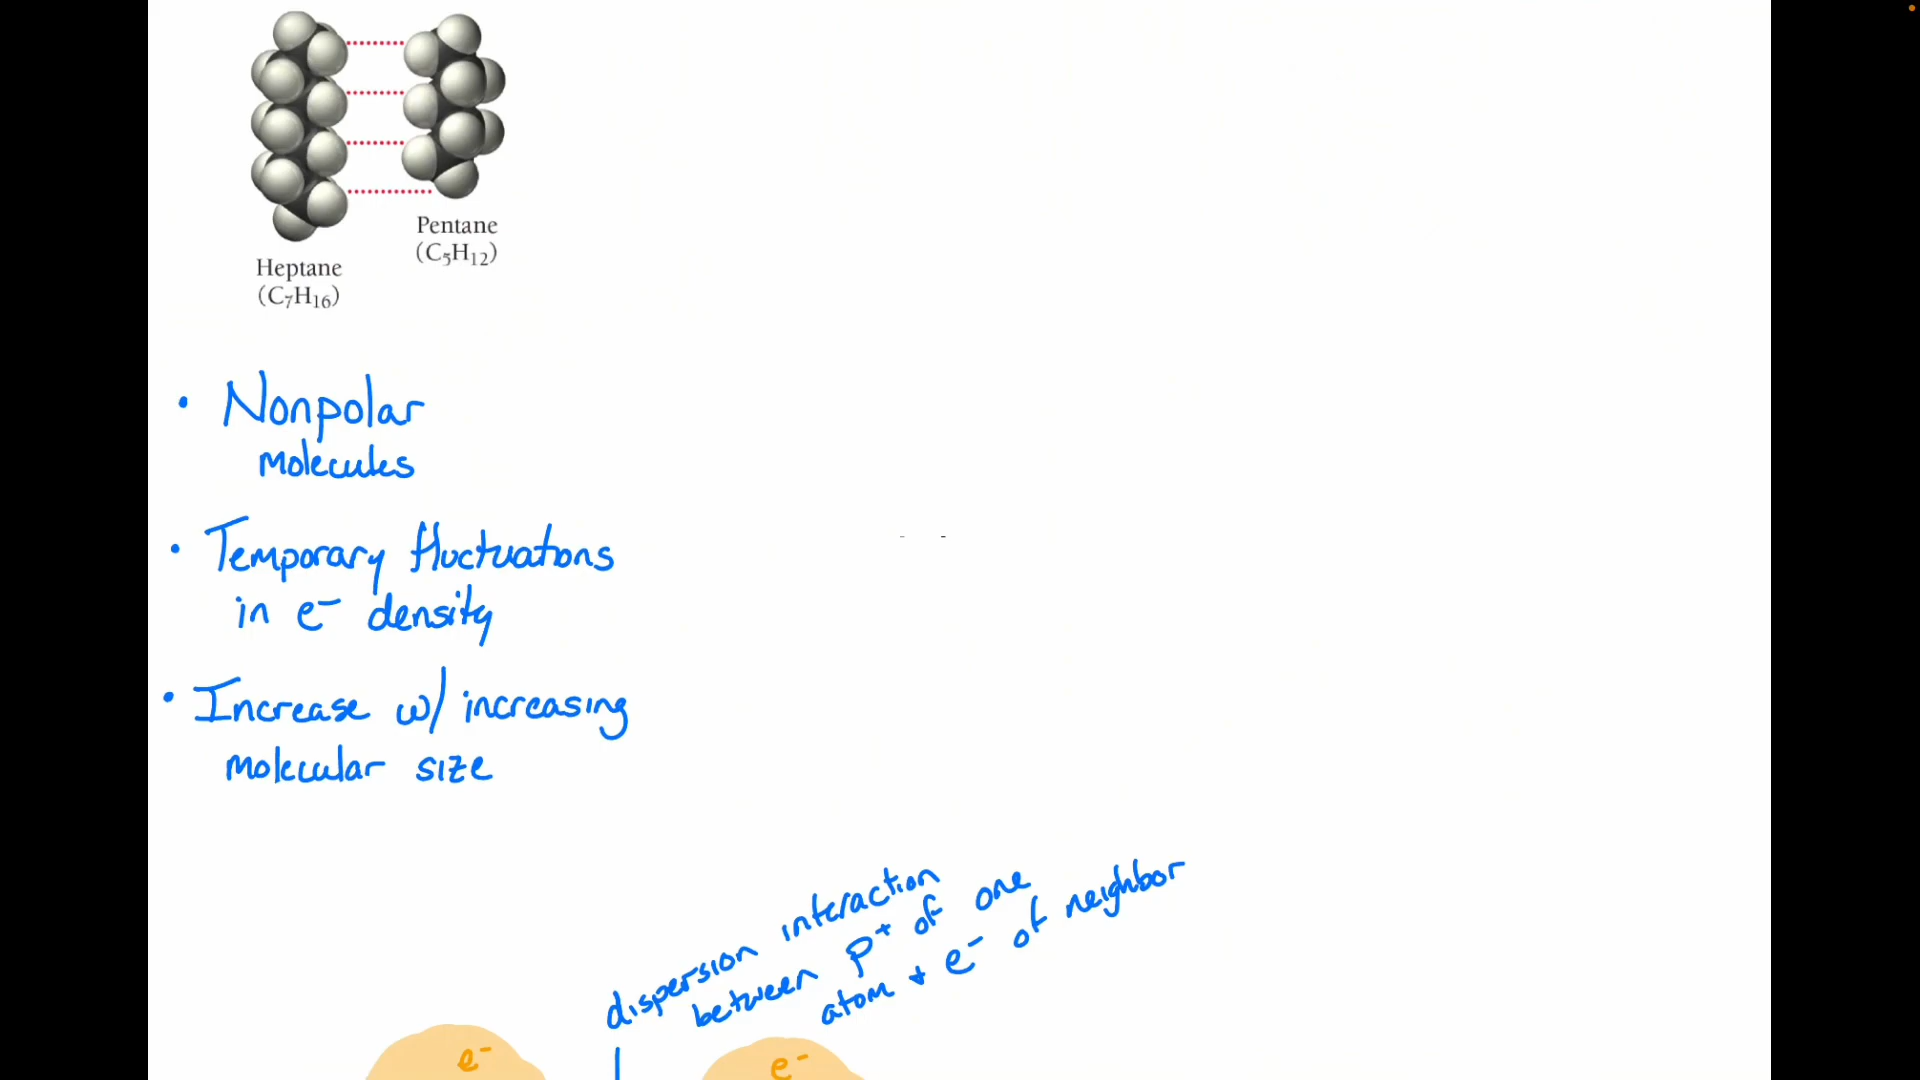 Pentane
(C5H12)
Heptane
(C7H16)
• Nonpolar
molecules
• Temporary fluctuations
in e⁻ density
• Increase w/ increasing
molecular size
dispersion interaction
between P⁺ of one
atom + e⁻ of neighbor
e⁻
e⁻